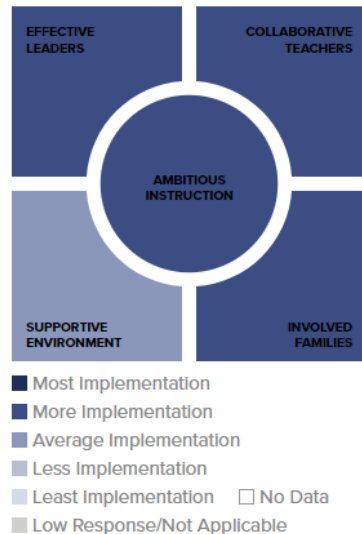 EFFECTIVE
LEADERS
COLLABORATIVE
TEACHERS
AMBITIOUS
INSTRUCTION
SUPPORTIVE
ENVIRONMENT
INVOLVED
FAMILIES
Most Implementation
More Implementation
Average Implementation
Less Implementation
Least Implementation No Data
Low Response/Not Applicable